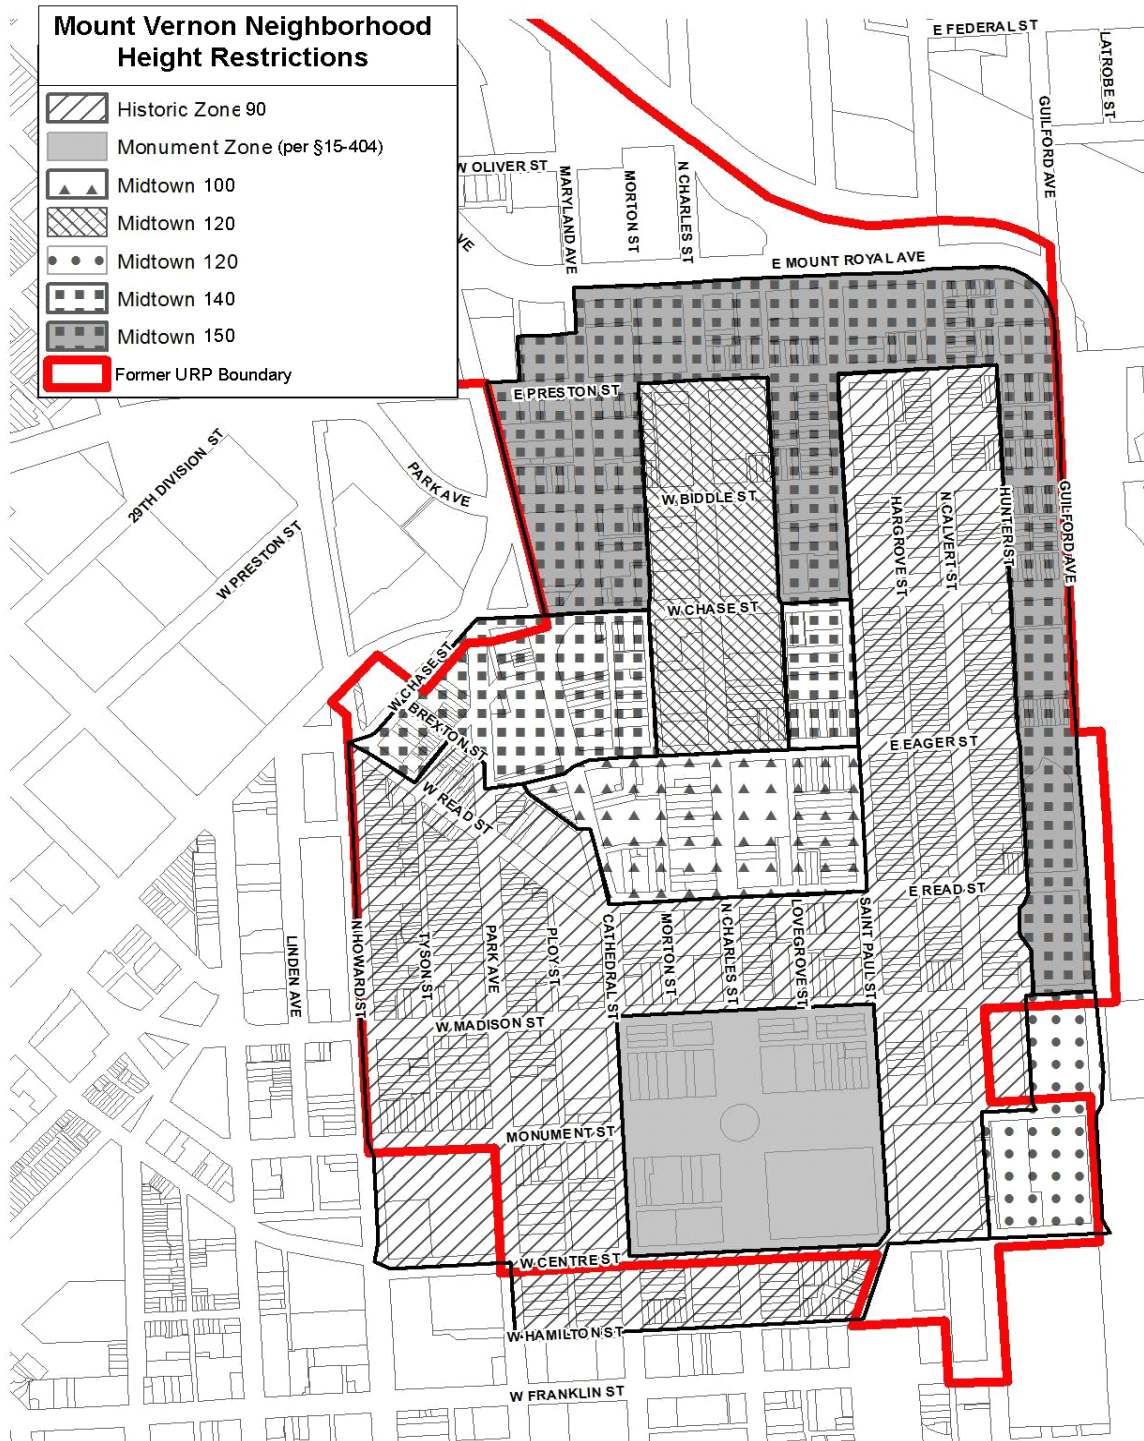 Mount Vernon Neighborhood
Height Restrictions
Historic Zone 90
Monument Zone (per §15-404)
Midtown 100
Midtown 120
Midtown 120
Midtown 140
Midtown 150
Former URP Boundary
E FEDERAL ST
LATROBE ST
GUILFORD AVE
W OLIVER ST
MARYLAND AVE
MORTON ST
N CHARLES ST
VE
E MOUNT ROYAL AVE
E PRESTON ST
29TH DIVISION ST
PARK AVE
W PRESTON ST
W BIDDLE ST
HARGROVE ST
N CALVERT ST
HUNTER ST
GUILFORD AVE
W CHASE ST
W CHASE ST
BREXTON ST
W READ ST
E EAGER ST
E READ ST
LINDEN AVE
N HOWARD ST
TYSON ST
PARK AVE
PLOY ST
CATHEDRAL ST
MORTON ST
N CHARLES ST
LOVEGROVE ST
SAINT PAUL ST
W MADISON ST
MONUMENT ST
W CENTRE ST
W HAMILTON ST
W FRANKLIN ST